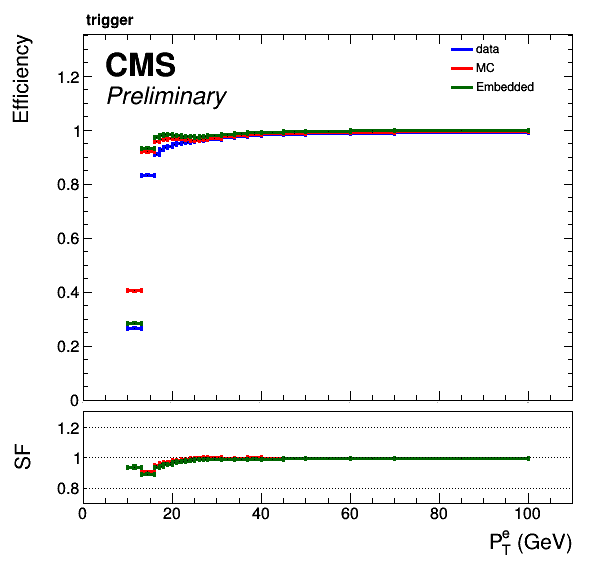 trigger
Efficiency
CMS
Preliminary
data
MC
Embedded
1.2
1
0.8
0.6
0.4
0.2
0
SF
1.2
1
0.8
0 20 40 60 80 100
P_T^e (GeV)